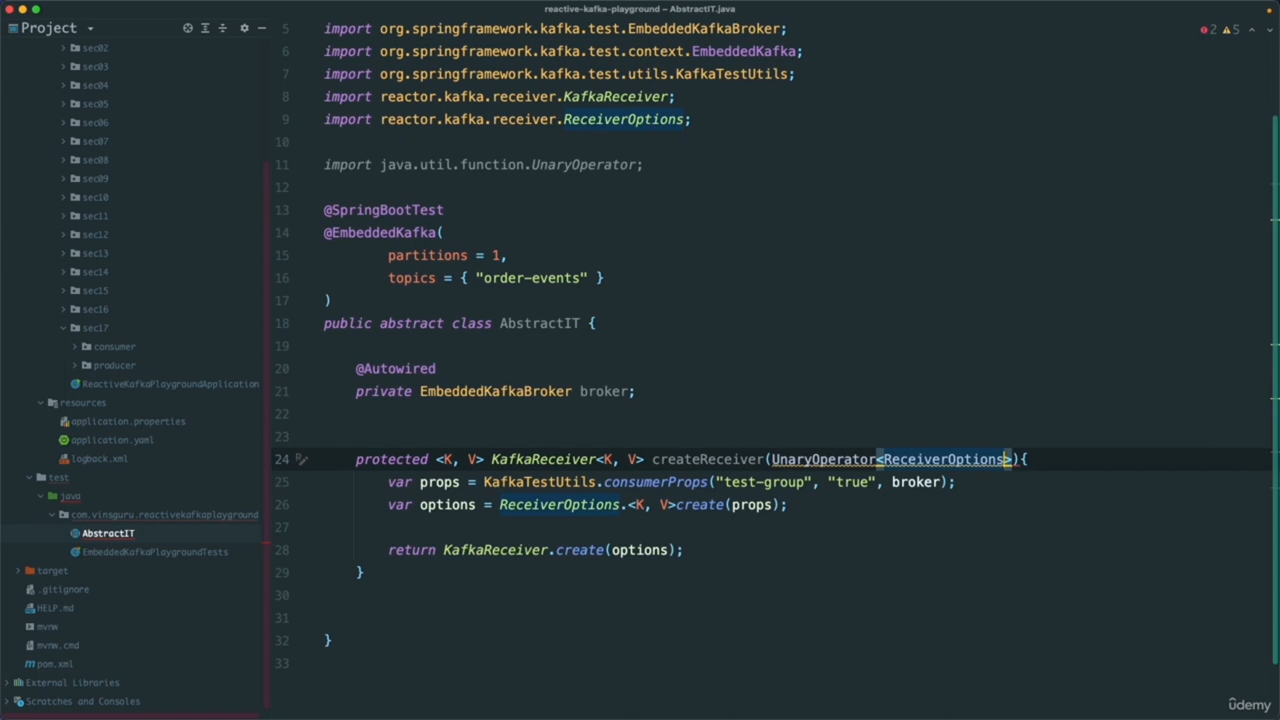 reactive-kafka-playground – AbstractIT.java
Project
sec02
sec03
sec04
sec05
sec06
sec07
sec08
sec09
sec10
sec11
sec12
sec13
sec14
sec15
sec16
sec17
consumer
producer
ReactiveKafkaPlaygroundApplication
resources
application.properties
application.yaml
logback.xml
test
java
com.vinsguru.reactivekafkaplayground
AbstractIT
EmbeddedKafkaPlaygroundTests
target
.gitignore
HELP.md
mvnw
mvnw.cmd
pom.xml
External Libraries
Scratches and Consoles
2 5
5 import org.springframework.kafka.test.EmbeddedKafkaBroker;
6 import org.springframework.kafka.test.context.EmbeddedKafka;
7 import org.springframework.kafka.test.utils.KafkaTestUtils;
8 import reactor.kafka.receiver.KafkaReceiver;
9 import reactor.kafka.receiver.ReceiverOptions;
10
11 import java.util.function.UnaryOperator;
12
13 @SpringBootTest
14 @EmbeddedKafka(
15 partitions = 1,
16 topics = { "order-events" }
17 )
18 public abstract class AbstractIT {
19
20 @Autowired
21 private EmbeddedKafkaBroker broker;
22
23
24 protected <K, V> KafkaReceiver<K, V> createReceiver(UnaryOperator<ReceiverOptions>){
25 var props = KafkaTestUtils.consumerProps("test-group", "true", broker);
26 var options = ReceiverOptions.<K, V>create(props);
27
28 return KafkaReceiver.create(options);
29 }
30
31
32 }
33
ûdemy